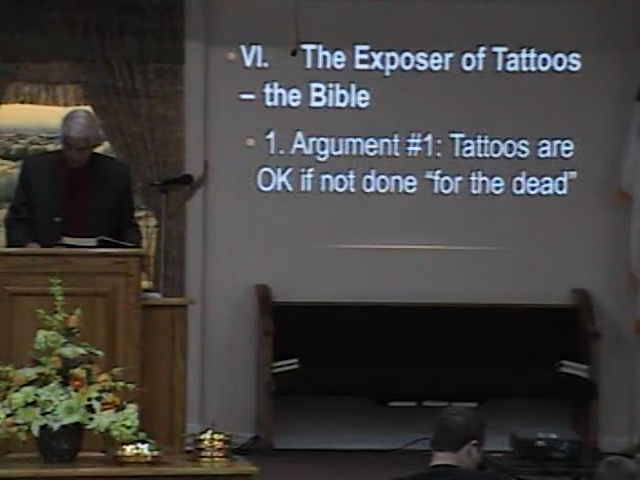 VI. The Exposer of Tattoos
– the Bible
1. Argument #1: Tattoos are
OK if not done “for the dead”